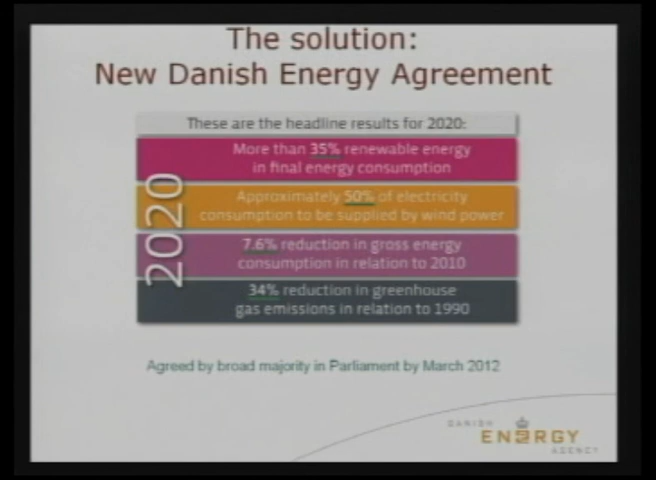 The solution:
New Danish Energy Agreement
These are the headline results for 2020:
2020
More than 35% renewable energy
in final energy consumption
Approximately 50% of electricity
consumption to be supplied by wind power
7.6% reduction in gross energy
consumption in relation to 2010
34% reduction in greenhouse
gas emissions in relation to 1990
Agreed by broad majority in Parliament by March 2012
DANISH
ENERGY
AGENCY